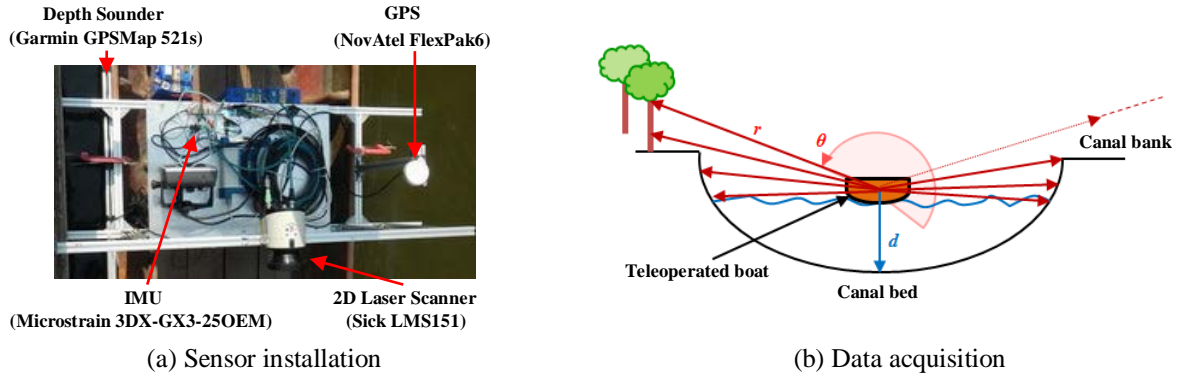 Depth Sounder
(Garmin GPSMap 521s)
GPS
(NovAtel FlexPak6)
IMU
(Microstrain 3DX-GX3-25OEM)
2D Laser Scanner
(Sick LMS151)
(a) Sensor installation
r
θ
Canal bank
d
Teleoperated boat
Canal bed
(b) Data acquisition